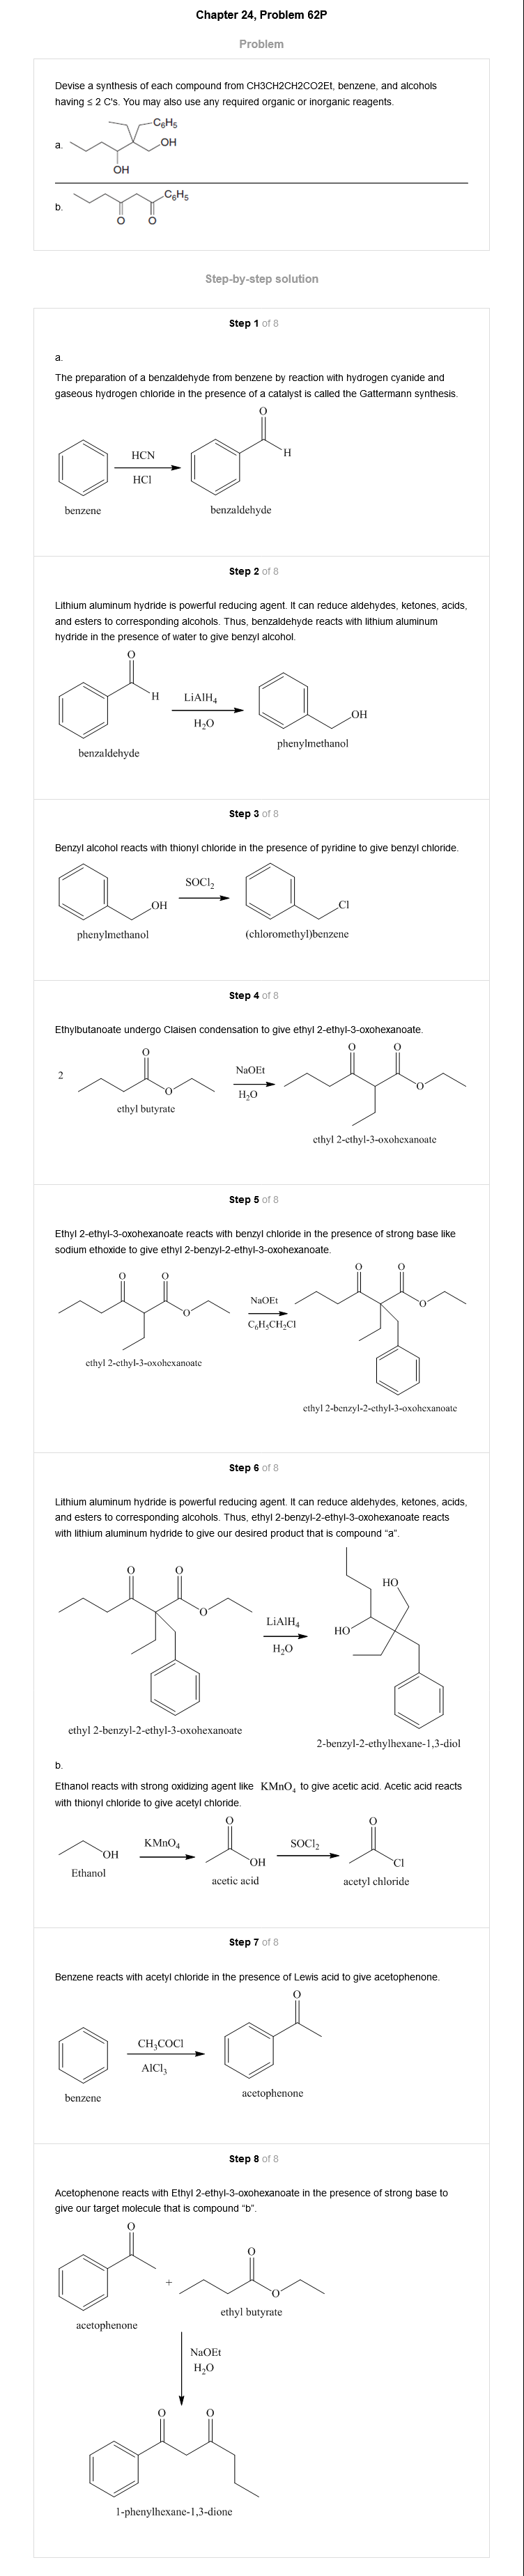 Chapter 24, Problem 62P
Problem
Devise a synthesis of each compound from CH3CH2CH2CO2Et, benzene, and alcohols
having ≤ 2 C's. You may also use any required organic or inorganic reagents.
C6H5
a.
OH
OH
C6H5
b.
O O
Step-by-step solution
Step 1 of 8
a.
The preparation of a benzaldehyde from benzene by reaction with hydrogen cyanide and
gaseous hydrogen chloride in the presence of a catalyst is called the Gattermann synthesis.
O
HCN
H
HCl
benzene
benzaldehyde
Step 2 of 8
Lithium aluminum hydride is powerful reducing agent. It can reduce aldehydes, ketones, acids,
and esters to corresponding alcohols. Thus, benzaldehyde reacts with lithium aluminum
hydride in the presence of water to give benzyl alcohol.
O
H
LiAlH4
H2O
OH
benzaldehyde
phenylmethanol
Step 3 of 8
Benzyl alcohol reacts with thionyl chloride in the presence of pyridine to give benzyl chloride.
SOCl2
OH
Cl
phenylmethanol
(chloromethyl)benzene
Step 4 of 8
Ethylbutanoate undergo Claisen condensation to give ethyl 2-ethyl-3-oxohexanoate.
O
O O
2
NaOEt
O
O
H2O
ethyl butyrate
ethyl 2-ethyl-3-oxohexanoate
Step 5 of 8
Ethyl 2-ethyl-3-oxohexanoate reacts with benzyl chloride in the presence of strong base like
sodium ethoxide to give ethyl 2-benzyl-2-ethyl-3-oxohexanoate.
O O
O O
NaOEt
O
O
C6H5CH2Cl
ethyl 2-ethyl-3-oxohexanoate
ethyl 2-benzyl-2-ethyl-3-oxohexanoate
Step 6 of 8
Lithium aluminum hydride is powerful reducing agent. It can reduce aldehydes, ketones, acids,
and esters to corresponding alcohols. Thus, ethyl 2-benzyl-2-ethyl-3-oxohexanoate reacts
with lithium aluminum hydride to give our desired product that is compound “a”.
O O
HO
O
LiAlH4
HO
H2O
ethyl 2-benzyl-2-ethyl-3-oxohexanoate
2-benzyl-2-ethylhexane-1,3-diol
b.
Ethanol reacts with strong oxidizing agent like KMnO4 to give acetic acid. Acetic acid reacts
with thionyl chloride to give acetyl chloride.
O
O
KMnO4
SOCl2
OH
OH
Cl
Ethanol
acetic acid
acetyl chloride
Step 7 of 8
Benzene reacts with acetyl chloride in the presence of Lewis acid to give acetophenone.
O
CH3COCl
AlCl3
benzene
acetophenone
Step 8 of 8
Acetophenone reacts with Ethyl 2-ethyl-3-oxohexanoate in the presence of strong base to
give our target molecule that is compound “b”.
O
O
+
O
ethyl butyrate
acetophenone
NaOEt
H2O
O O
1-phenylhexane-1,3-dione